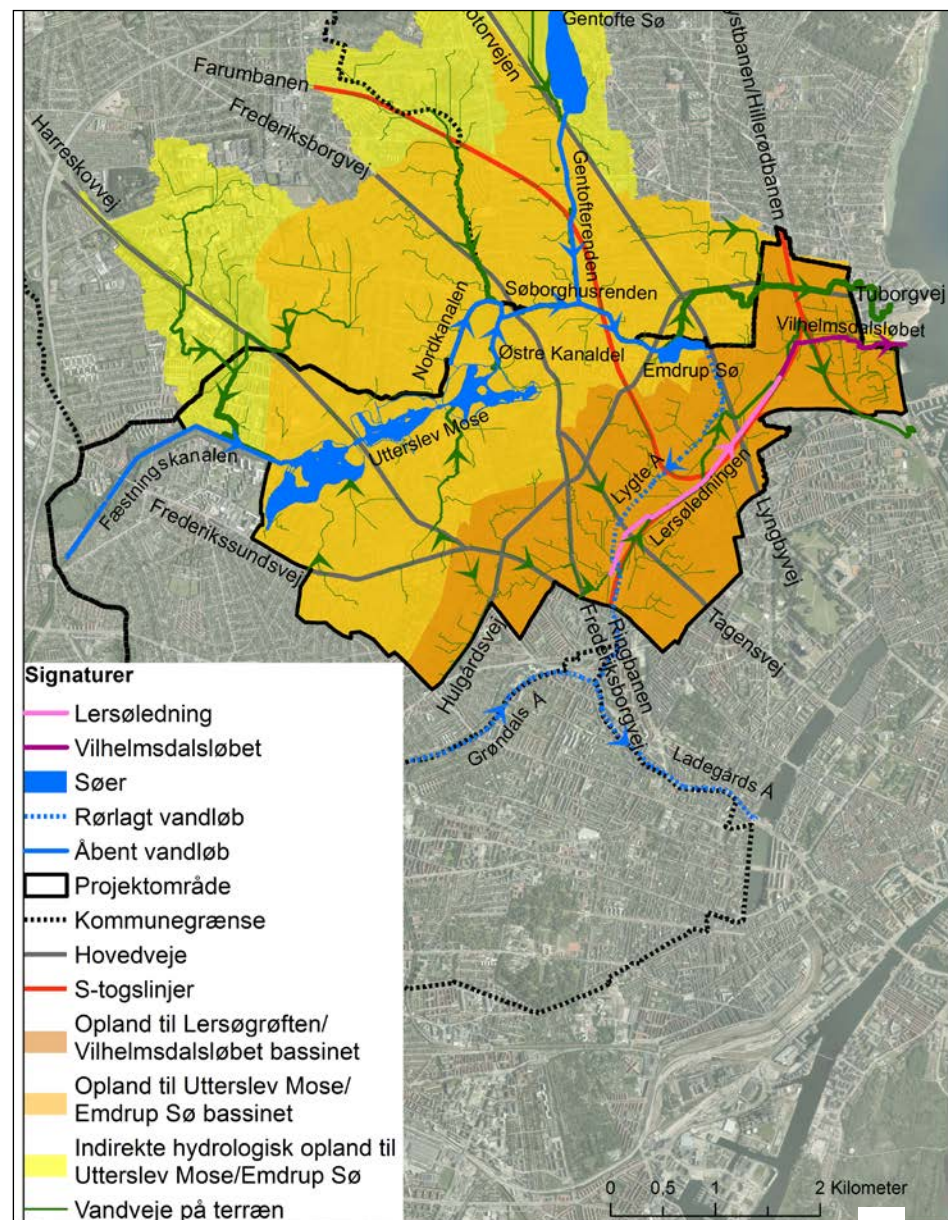 Gentofte Sø
otorvejen
ystbanen/Hillerødbanen
Farumbanen
Frederiksborgvej
Harreskovvej
Gentofterenden
Nordkanalen
Søborghusrenden
Tuborgvej
Vilhelmsdalsløbet
Østre Kanaldel
Emdrup Sø
Utterslev Mose
Fæstningskanalen
Lygte Å
Lersøledningen
Frederikssundsvej
Lyngbyvej
Tagensvej
Hulgårdsvej
Ringbanen
Frederiksborgvej
Grøndals Å
Ladegårds Å
Signaturer
Lersøledning
Vilhelmsdalsløbet
Søer
Rørlagt vandløb
Åbent vandløb
Projektområde
Kommunegrænse
Hovedveje
S-togslinjer
Opland til Lersøgrøften/
Vilhelmsdalsløbet bassinet
Opland til Utterslev Mose/
Emdrup Sø bassinet
Indirekte hydrologisk opland til
Utterslev Mose/Emdrup Sø
Vandveje på terræn
0 0.5 1 2 Kilometer